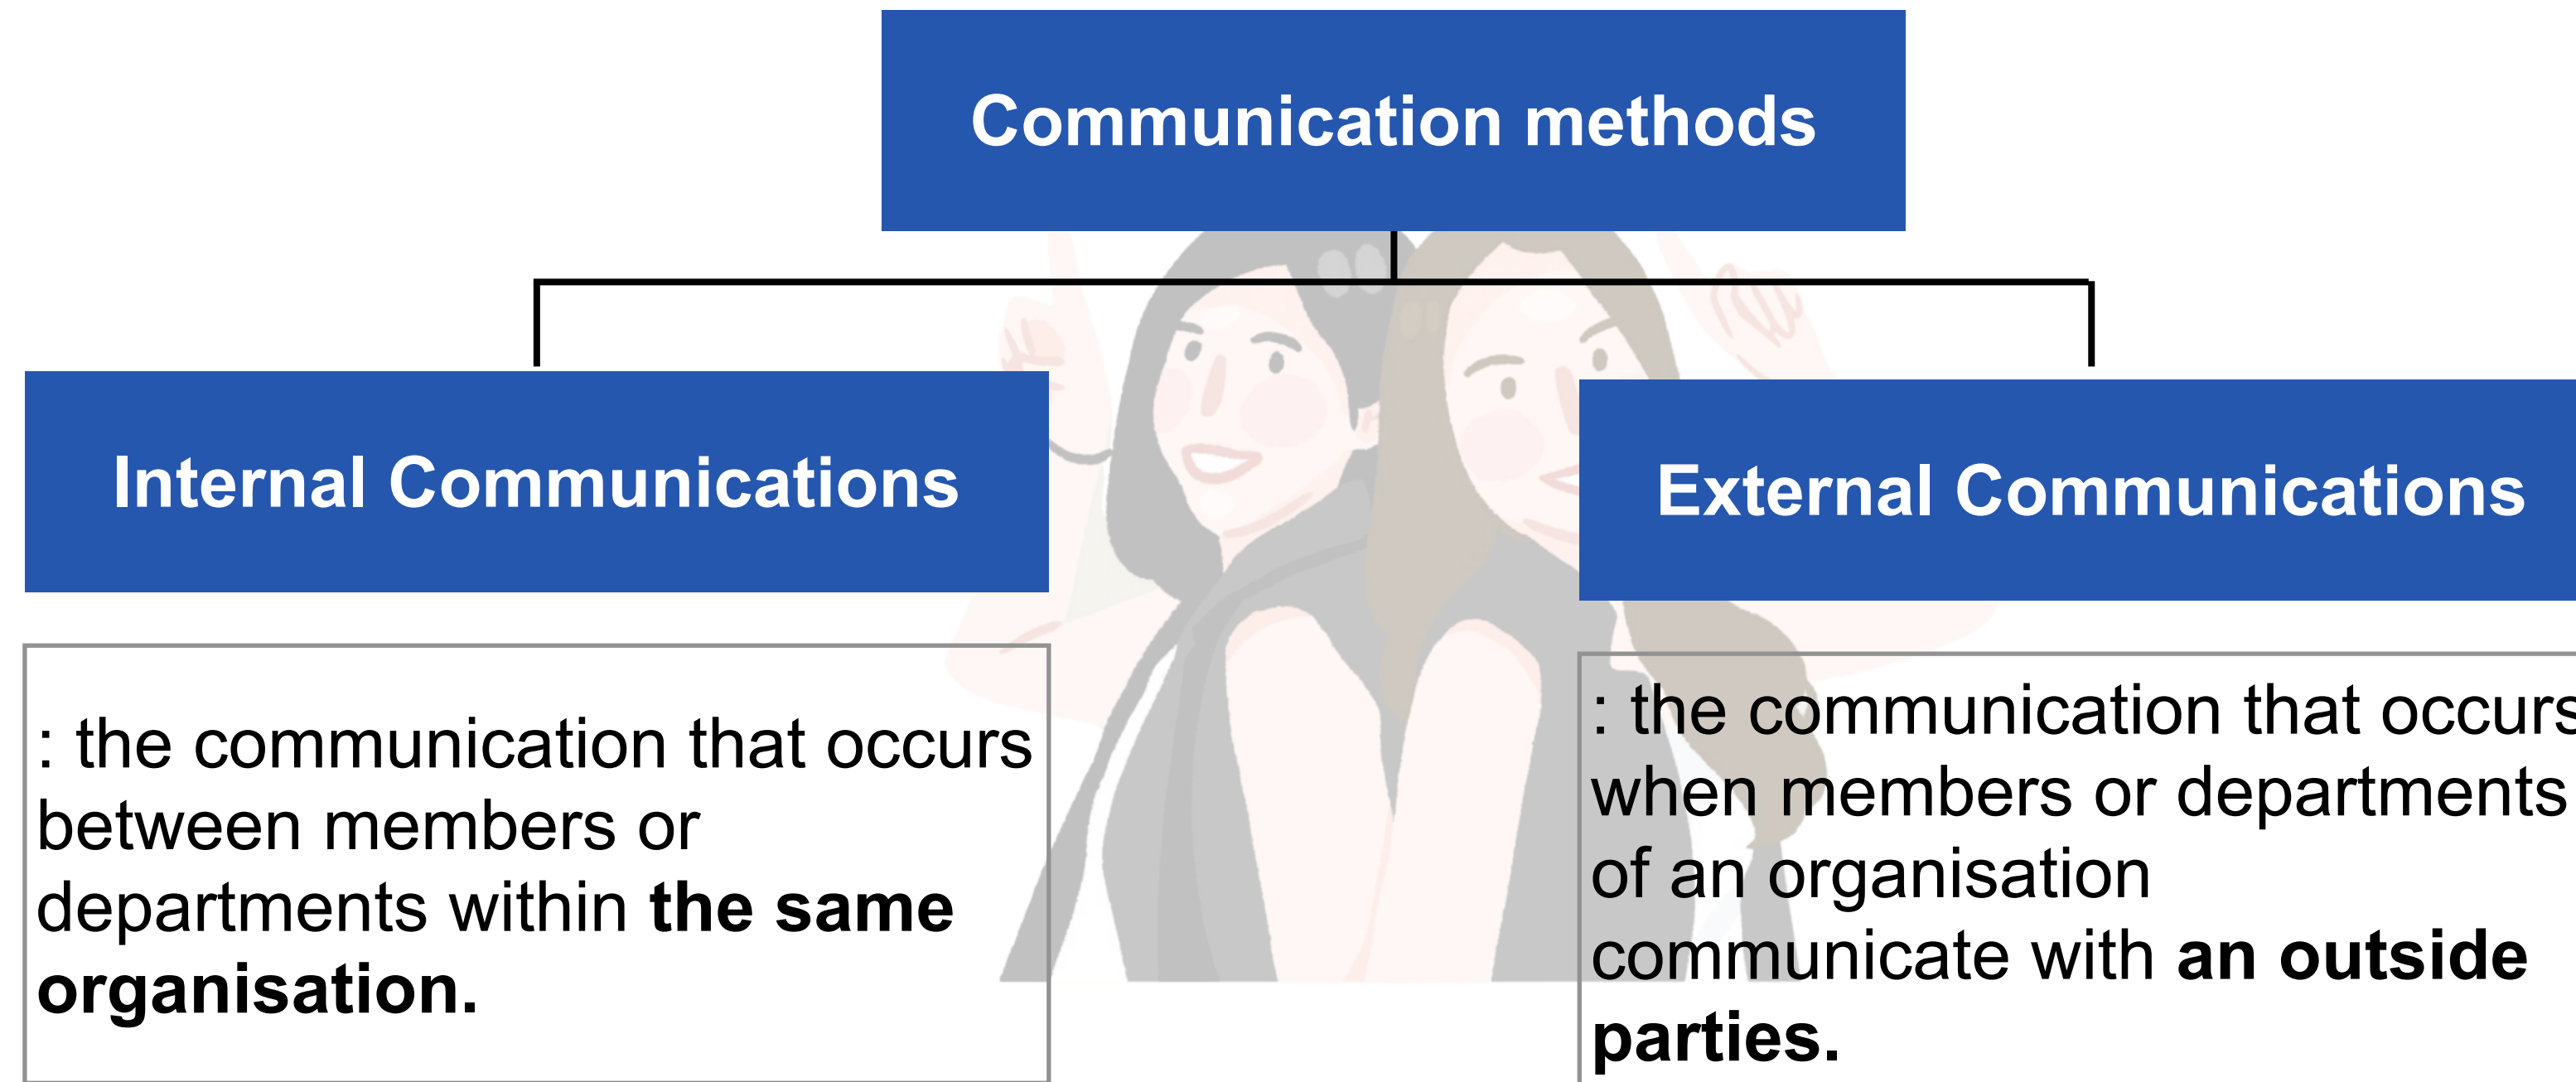 Communication methods
Internal Communications
External Communications
: the communication that occurs
between members or
departments within the same
organisation.
: the communication that occurs
when members or departments
of an organisation
communicate with an outside
parties.